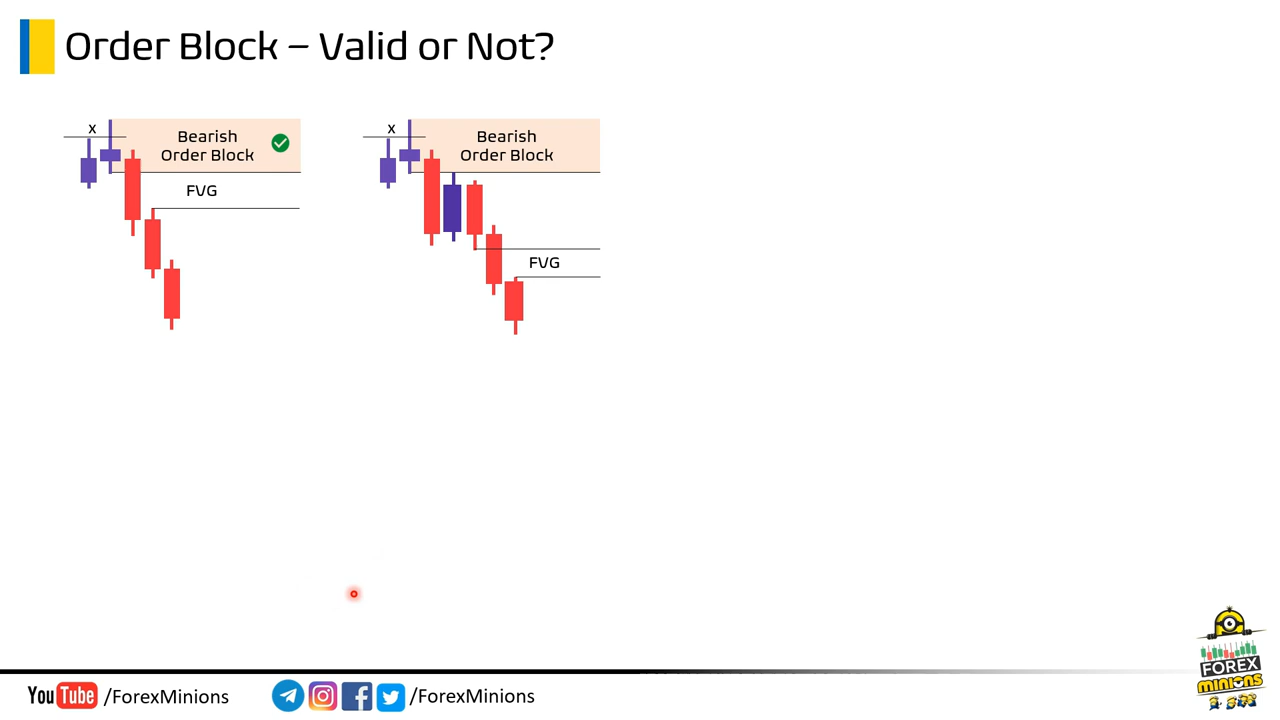 Order Block – Valid or Not?
x
Bearish
Order Block
FVG
x
Bearish
Order Block
FVG
YouTube /ForexMinions
/ForexMinions
FOREX
minions